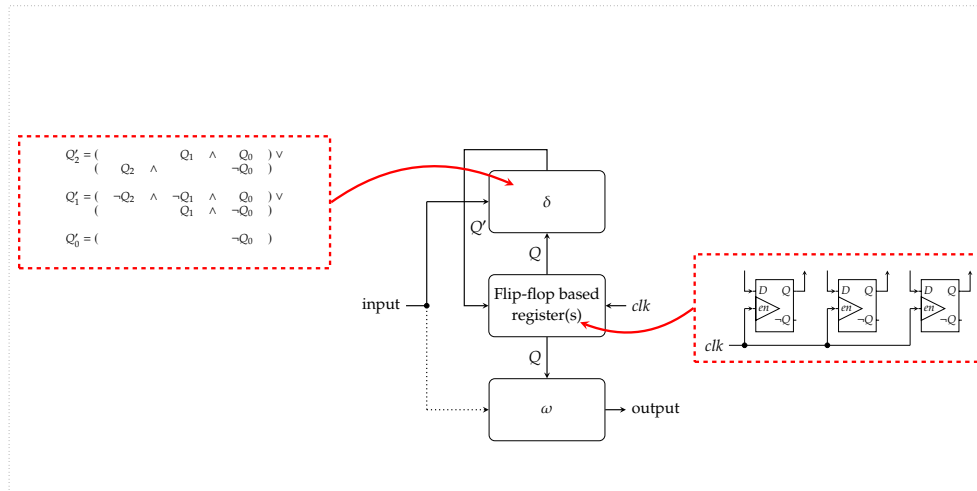 Q′₂ = ( Q₁ ∧ Q₀ ) ∨
( Q₂ ∧ ¬Q₀ )
Q′₁ = ( ¬Q₂ ∧ ¬Q₁ ∧ Q₀ ) ∨
( Q₁ ∧ ¬Q₀ )
Q′₀ = ( ¬Q₀ )
δ
Q′
Q
input
Flip-flop based
register(s)
clk
Q
ω
output
D Q
en
¬Q
D Q
en
¬Q
D Q
en
¬Q
clk